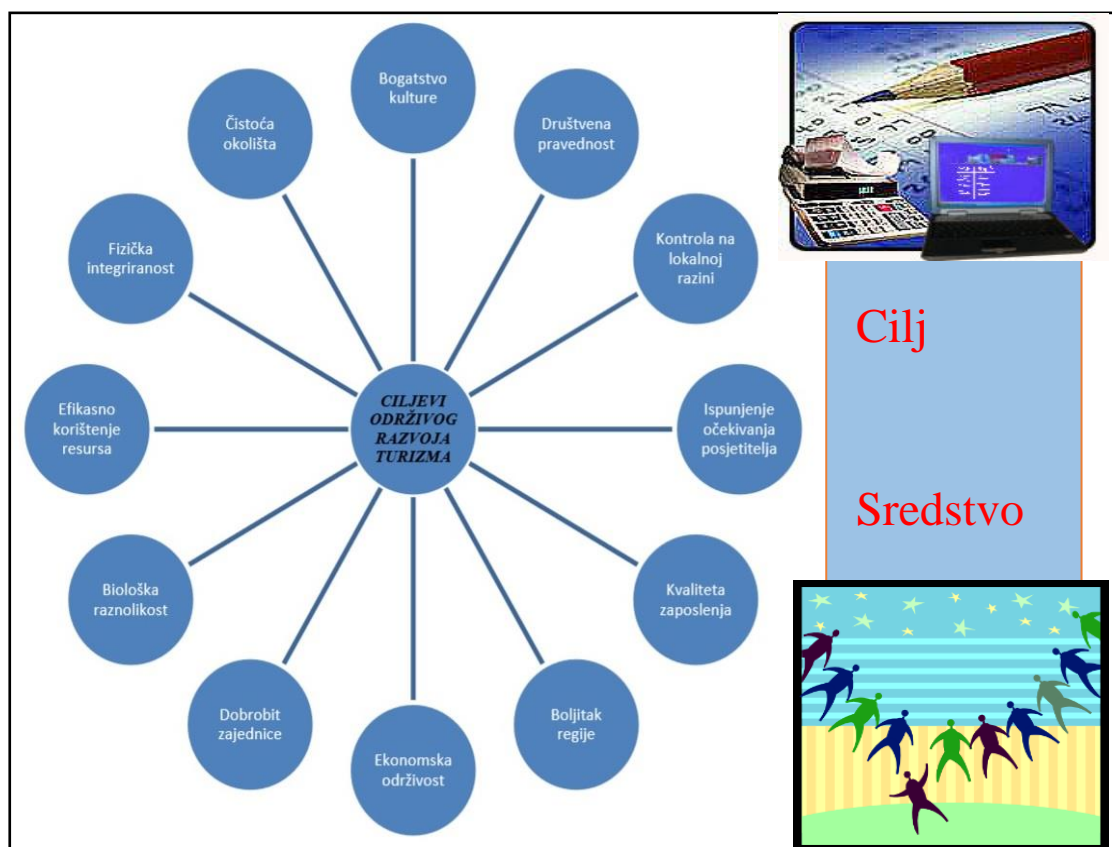 Bogatstvo
kulture
Društvena
pravednost
Kontrola na
lokalnoj
razini
Ispunjenje
očekivanja
posjetitelja
Kvaliteta
zaposlenja
Boljitak
regije
Ekonomska
održivost
Dobrobit
zajednice
Biološka
raznolikost
Efikasno
korištenje
resursa
Fizička
integriranost
Čistoća
okolišta
CILJEVI
ODRŽIVOG
RAZVOJA
TURIZMA
Cilj
Sredstvo